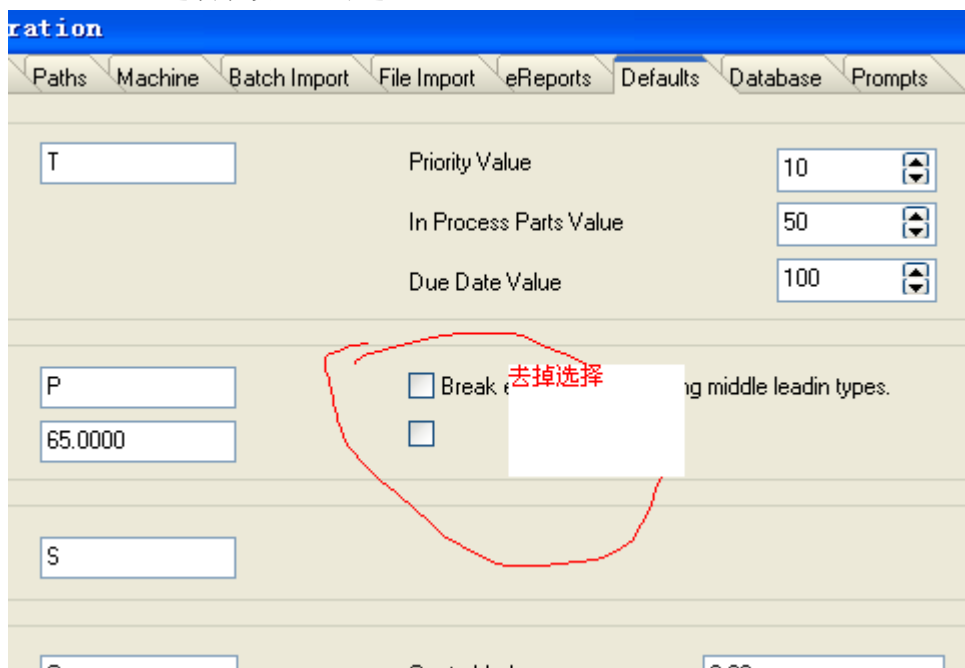 ration
Paths Machine Batch Import File Import eReports Defaults Database Prompts
T Priority Value 10
In Process Parts Value 50
Due Date Value 100
去掉选择
P Break middle leadin types.
65.0000
S